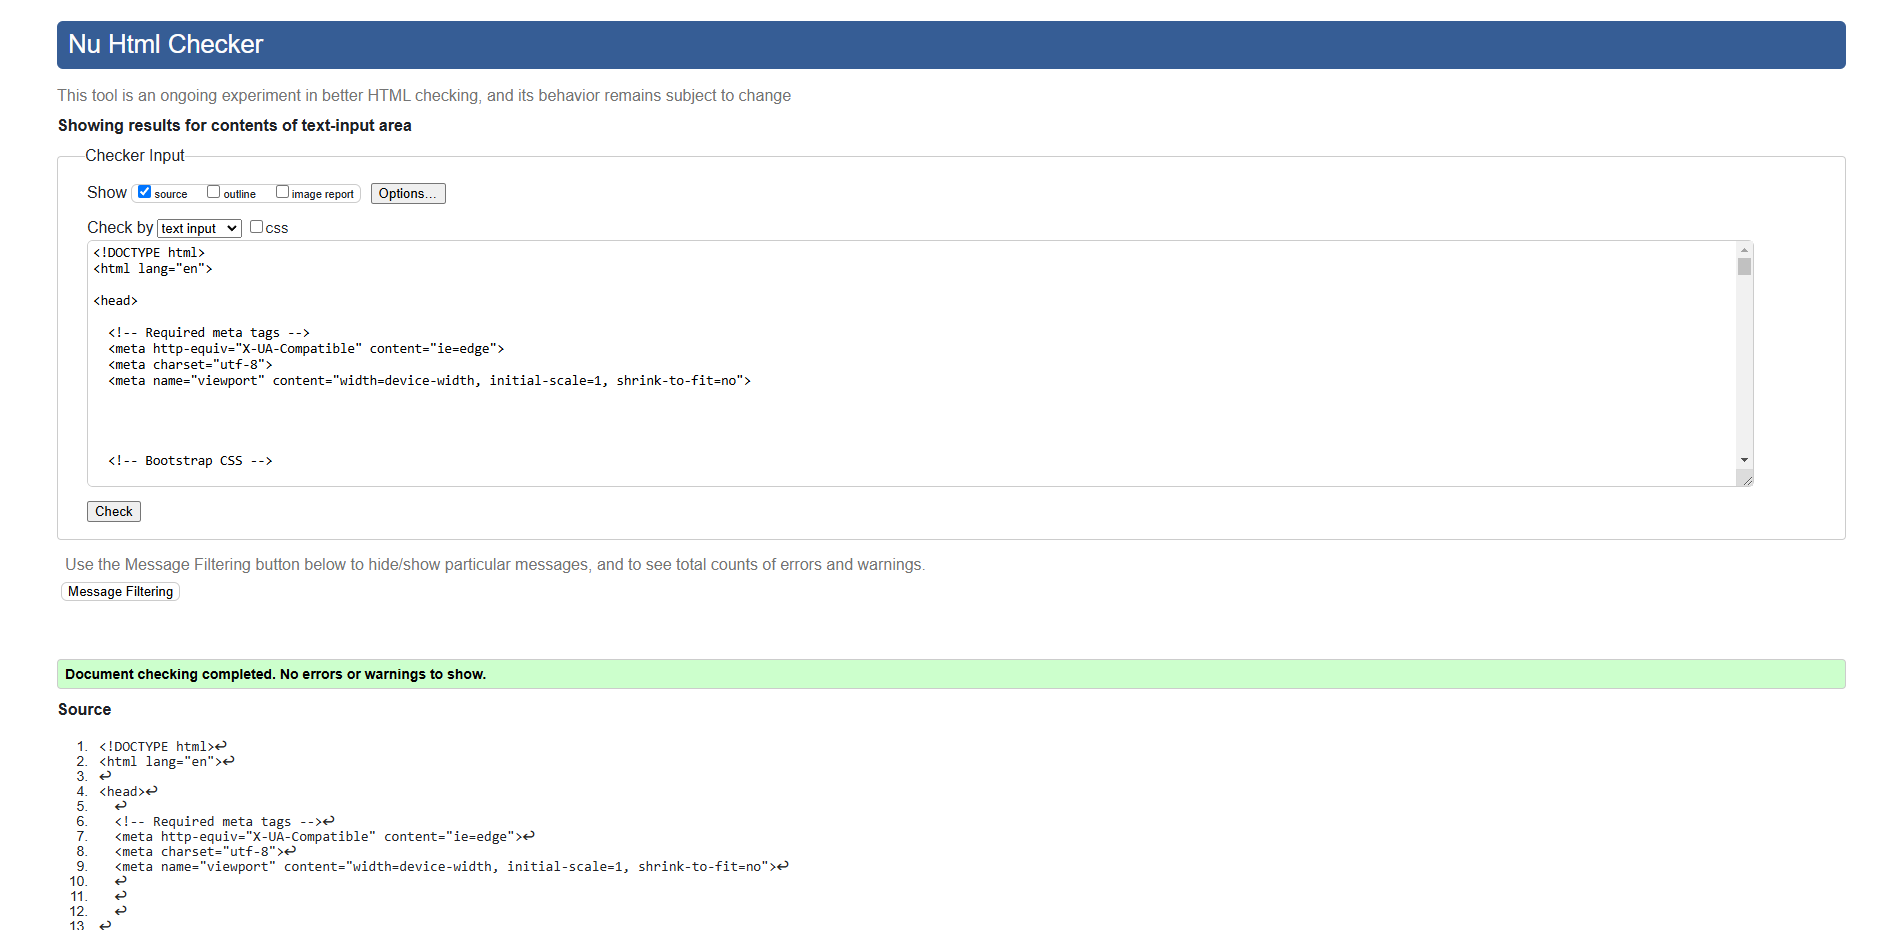 Nu Html Checker
This tool is an ongoing experiment in better HTML checking, and its behavior remains subject to change
Showing results for contents of text-input area
Checker Input
Show source outline image report Options...
Check by text input css
<!DOCTYPE html>
<html lang="en">
<head>
<!-- Required meta tags -->
<meta http-equiv="X-UA-Compatible" content="ie=edge">
<meta charset="utf-8">
<meta name="viewport" content="width=device-width, initial-scale=1, shrink-to-fit=no">
<!-- Bootstrap CSS -->
Check
Use the Message Filtering button below to hide/show particular messages, and to see total counts of errors and warnings.
Message Filtering
Document checking completed. No errors or warnings to show.
Source
1. <!DOCTYPE html>↩
2. <html lang="en">↩
3. ↩
4. <head>↩
5. ↩
6. <!-- Required meta tags -->↩
7. <meta http-equiv="X-UA-Compatible" content="ie=edge">↩
8. <meta charset="utf-8">↩
9. <meta name="viewport" content="width=device-width, initial-scale=1, shrink-to-fit=no">↩
10. ↩
11. ↩
12. ↩
13. ↩